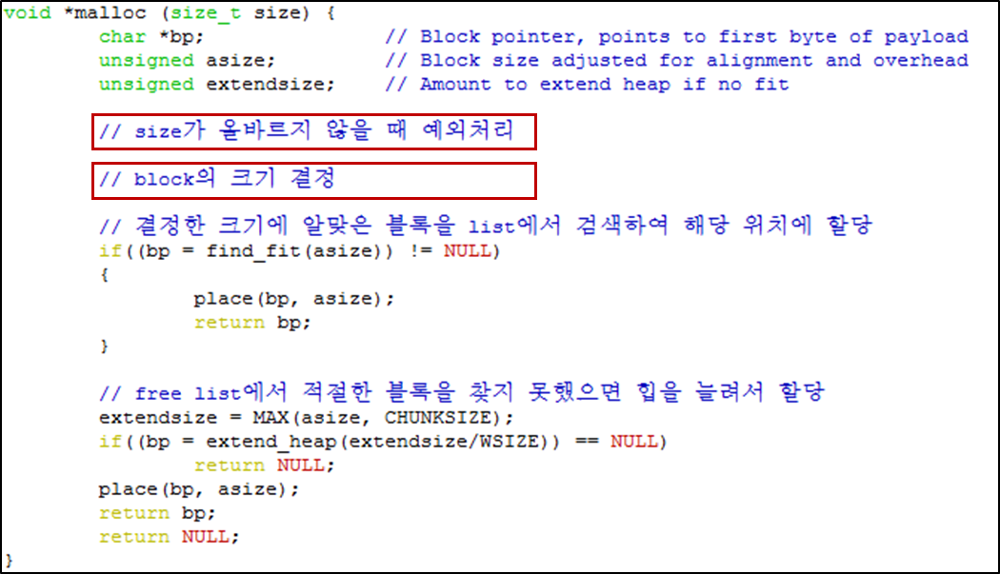 void *malloc (size_t size) {
char *bp; // Block pointer, points to first byte of payload
unsigned asize; // Block size adjusted for alignment and overhead
unsigned extendsize; // Amount to extend heap if no fit
// size가 올바르지 않을 때 예외처리
// block의 크기 결정
// 결정한 크기에 알맞은 블록을 list에서 검색하여 해당 위치에 할당
if((bp = find_fit(asize)) != NULL)
{
place(bp, asize);
return bp;
}
// free list에서 적절한 블록을 찾지 못했으면 힙을 늘려서 할당
extendsize = MAX(asize, CHUNKSIZE);
if((bp = extend_heap(extendsize/WSIZE)) == NULL)
return NULL;
place(bp, asize);
return bp;
return NULL;
}